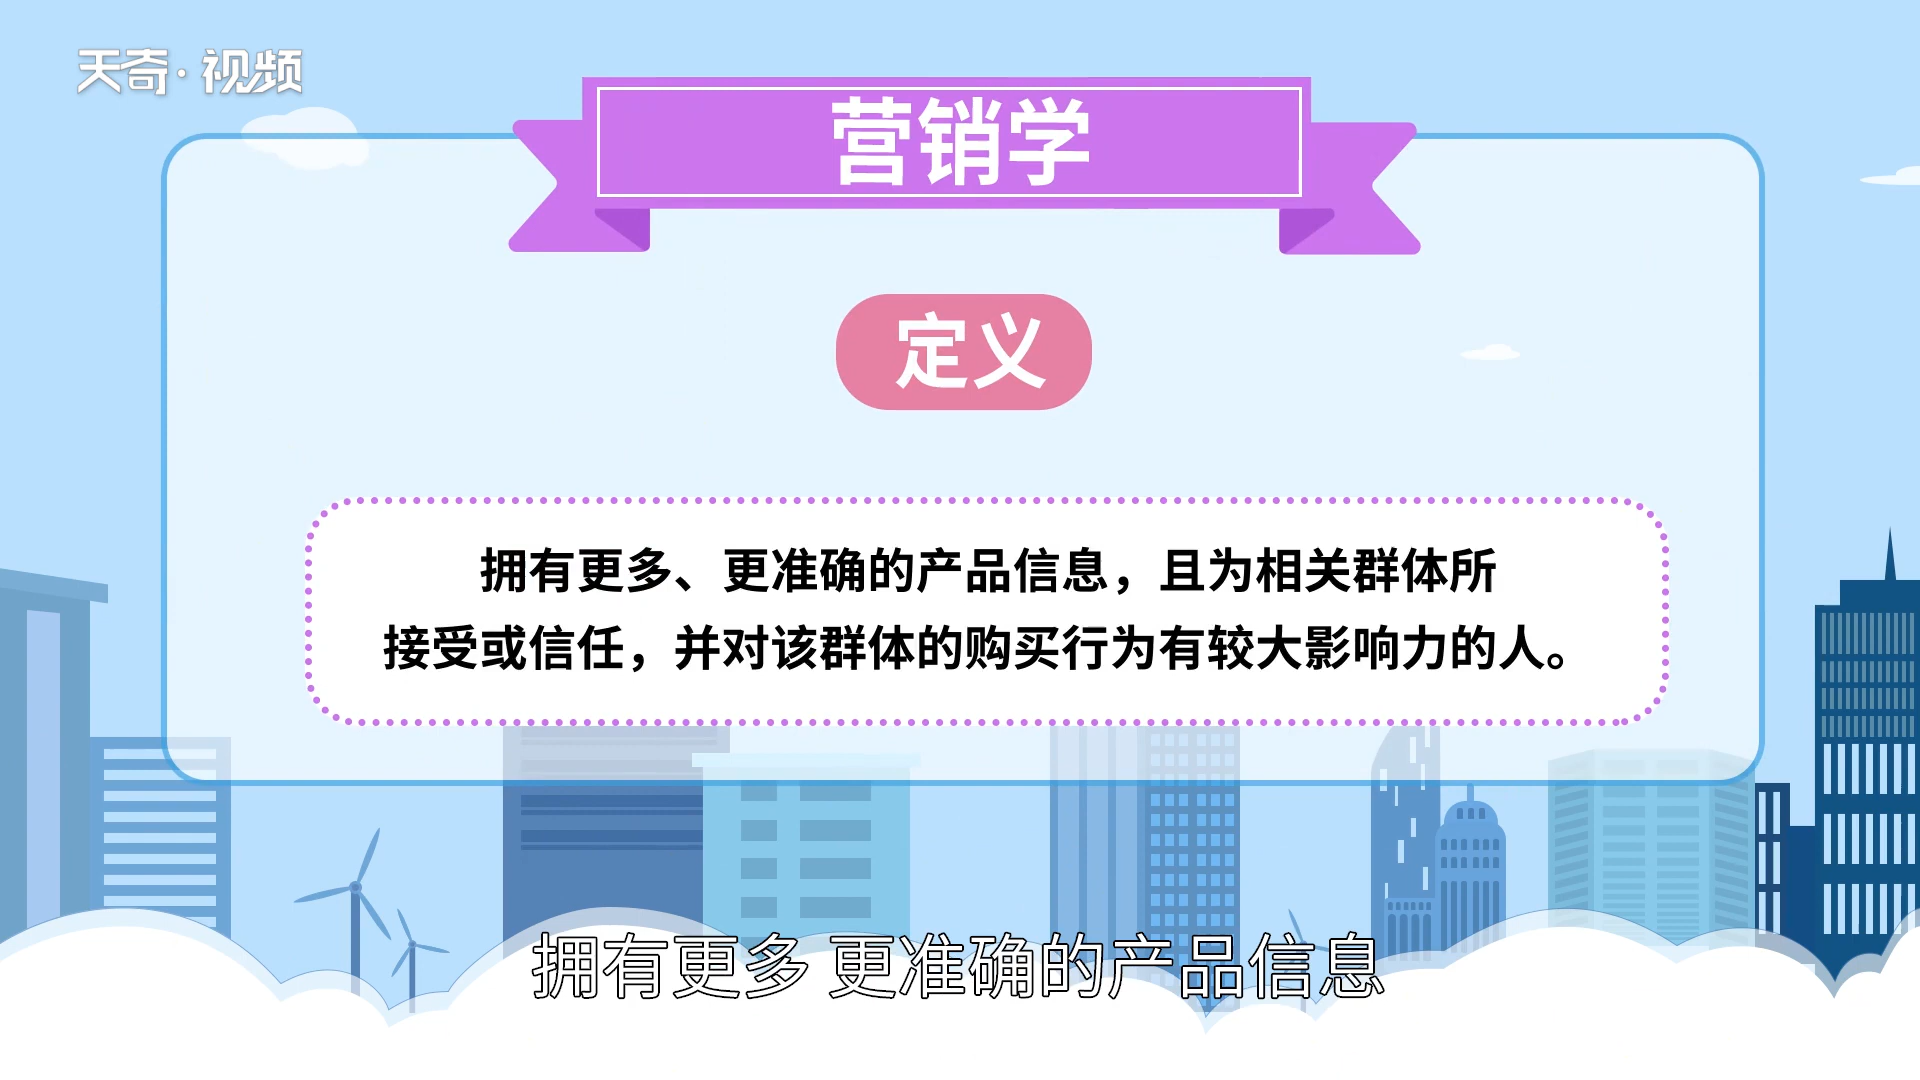 天奇·视频
营销学
定义
拥有更多、更准确的产品信息，且为相关群体所
接受或信任，并对该群体的购买行为有较大影响力的人。
拥有更多 更准确的产品信息